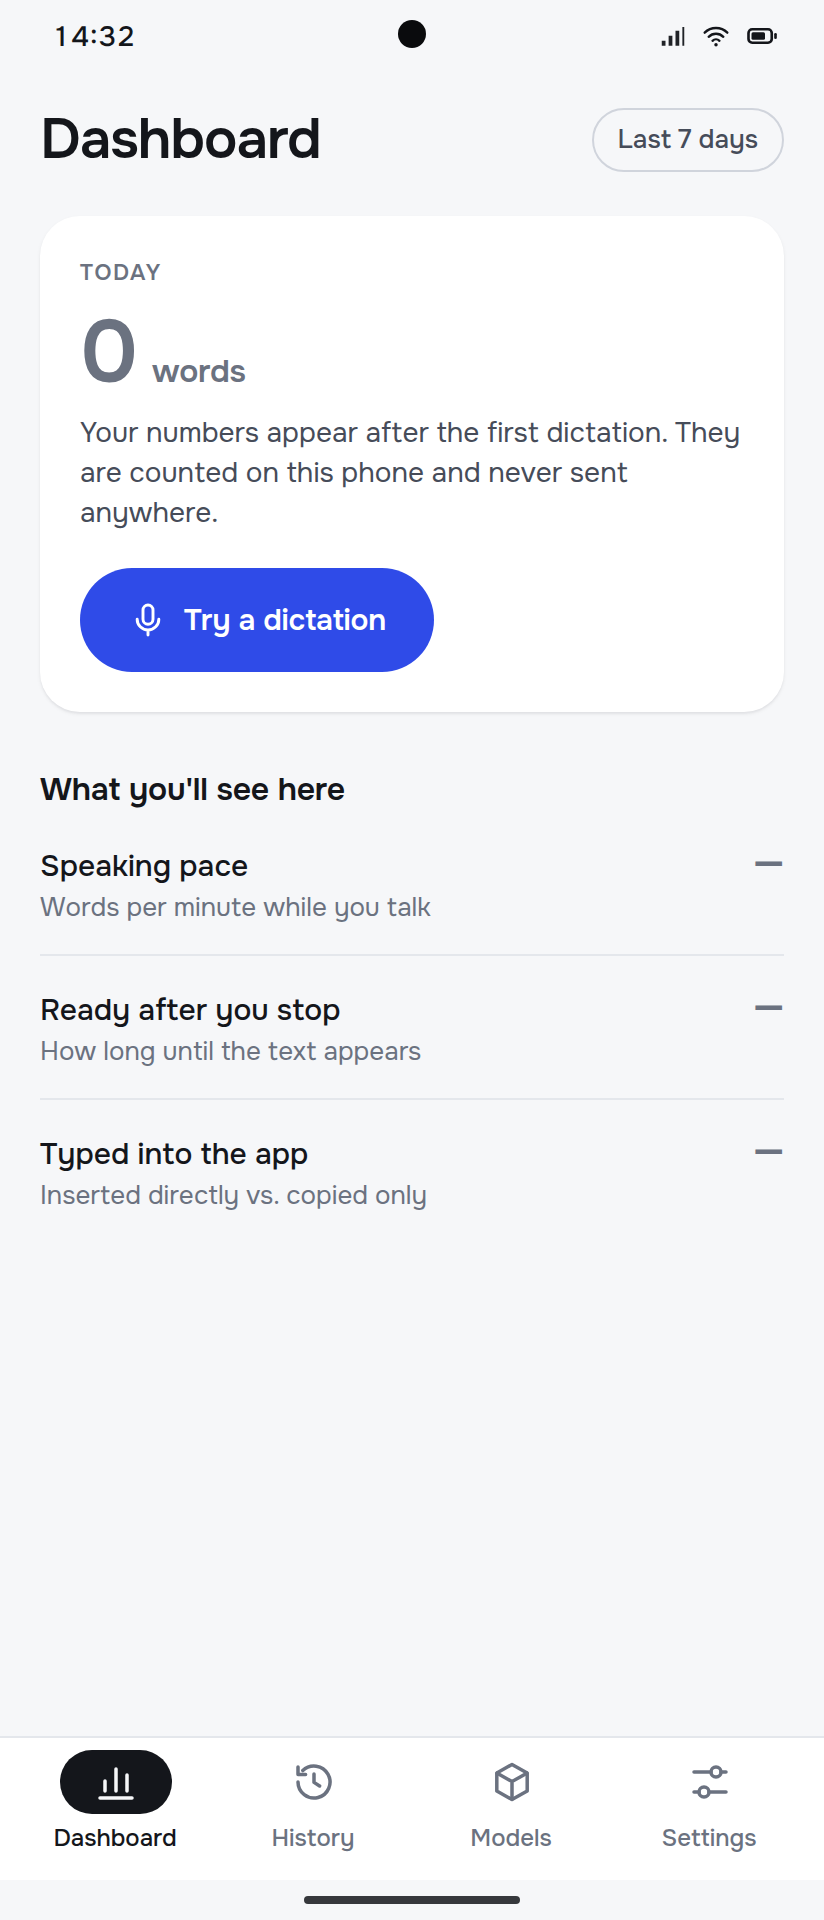 14:32
Dashboard
Last 7 days
TODAY
0 words
Your numbers appear after the first dictation. They
are counted on this phone and never sent
anywhere.
Try a dictation
What you'll see here
Speaking pace —
Words per minute while you talk
Ready after you stop —
How long until the text appears
Typed into the app —
Inserted directly vs. copied only
Dashboard
History
Models
Settings